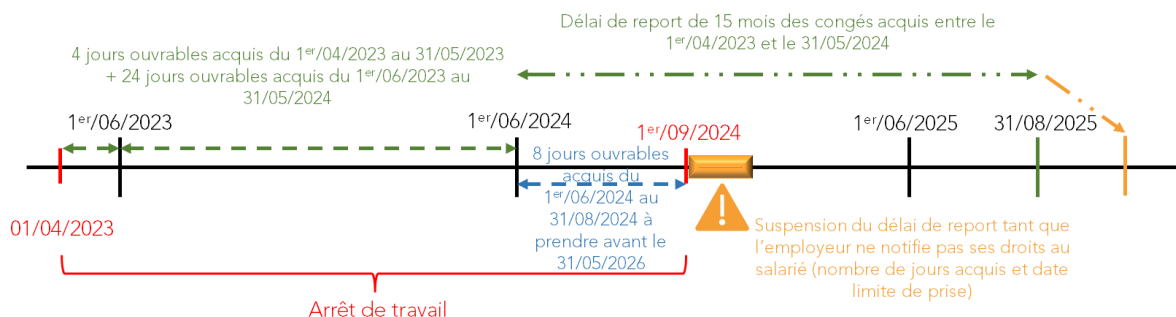 Délai de report de 15 mois des congés acquis entre le
1er/04/2023 et le 31/05/2024
4 jours ouvrables acquis du 1er/04/2023 au 31/05/2023
+ 24 jours ouvrables acquis du 1er/06/2023 au
31/05/2024
1er/06/2023
1er/06/2024
1er/09/2024
1er/06/2025
31/08/2025
8 jours ouvrables
acquis du
1er/06/2024 au
31/08/2024 à
prendre avant le
31/05/2026
01/04/2023
Suspension du délai de report tant que
l'employeur ne notifie pas ses droits au
salarié (nombre de jours acquis et date
limite de prise)
Arrêt de travail